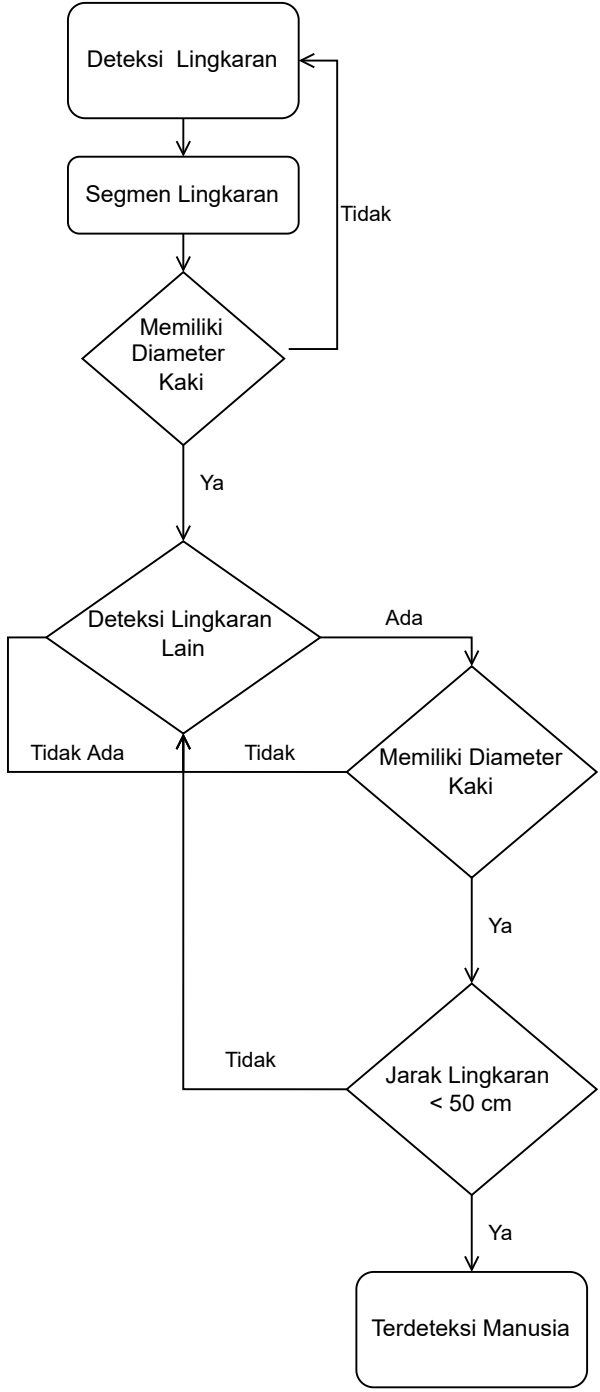 Deteksi  Lingkaran
Segmen Lingkaran
Tidak
Memiliki
Diameter
Kaki
Ya
Deteksi Lingkaran
Lain
Ada
Tidak Ada
Tidak
Memiliki Diameter
Kaki
Ya
Tidak
Jarak Lingkaran
< 50 cm
Ya
Terdeteksi Manusia